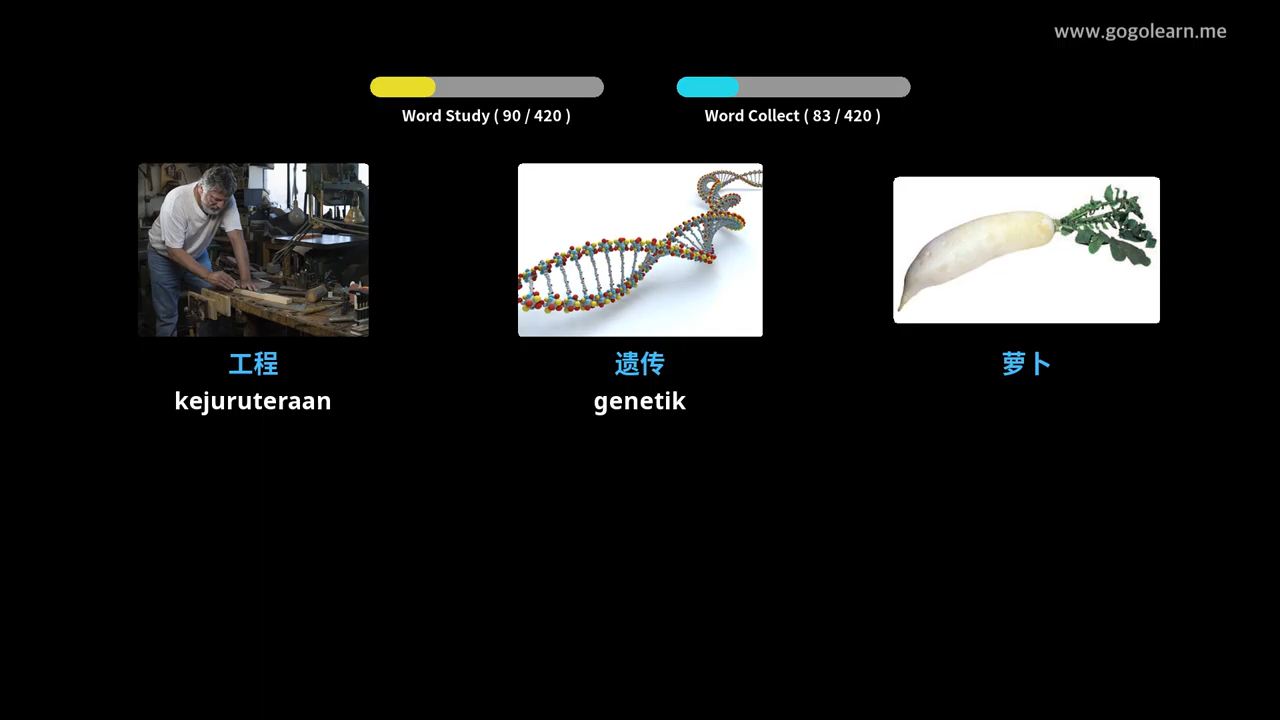 www.gogolearn.me
Word Study ( 90 / 420 )
Word Collect ( 83 / 420 )
工程
kejuruteraan
遗传
genetik
萝卜